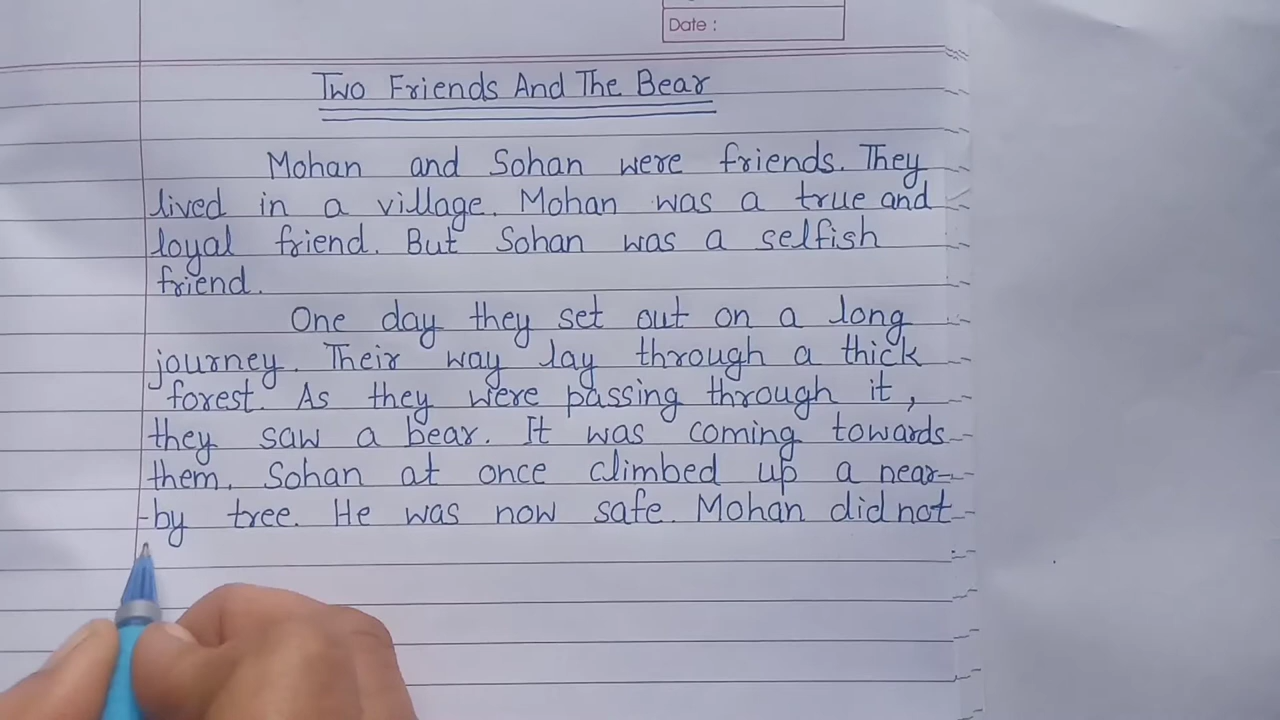 Date :
Two Friends And The Bear
Mohan and Sohan were friends. They
lived in a village. Mohan was a true and
loyal friend. But Sohan was a selfish
friend.
One day they set out on a long
journey. Their way lay through a thick
forest. As they were passing through it,
they saw a bear. It was coming towards
them. Sohan at once climbed up a near-
-by tree. He was now safe. Mohan did not